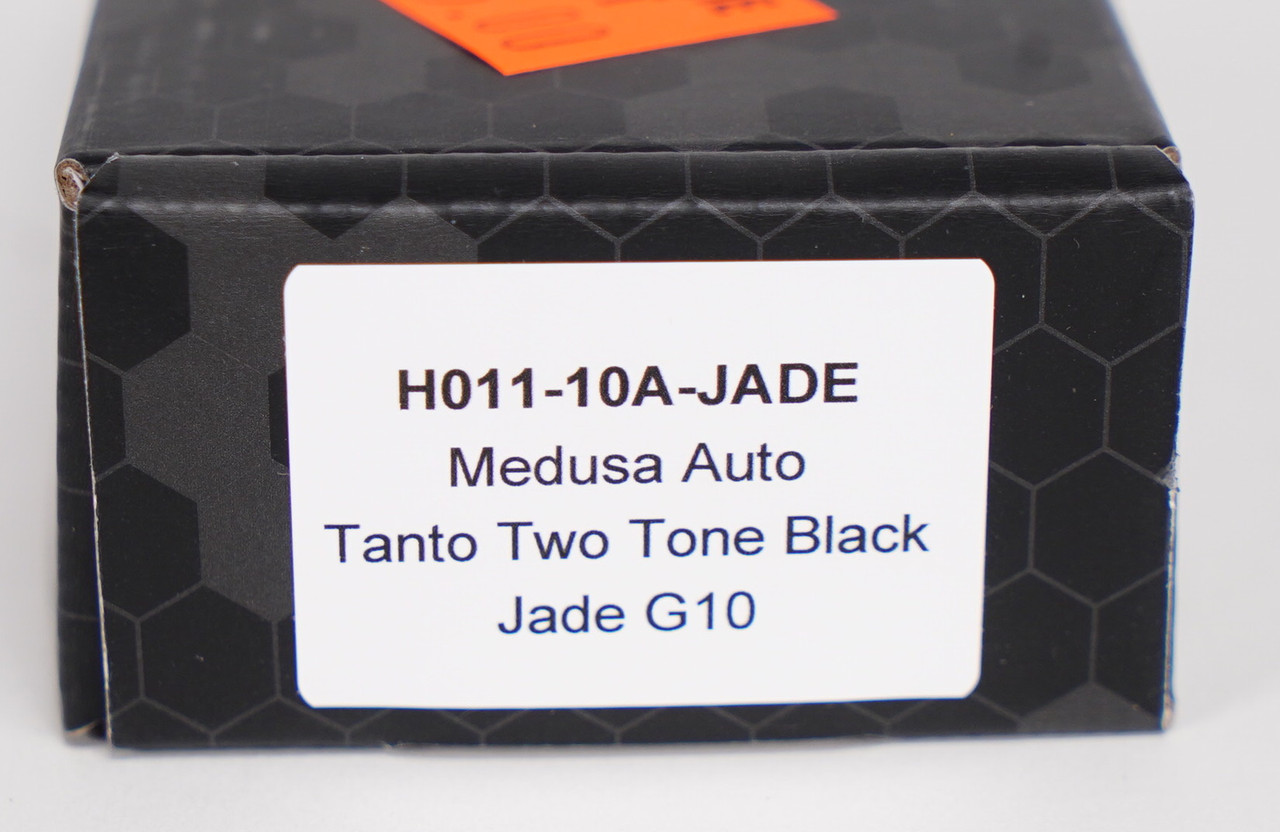 H011-10A-JADE
Medusa Auto
Tanto Two Tone Black
Jade G10